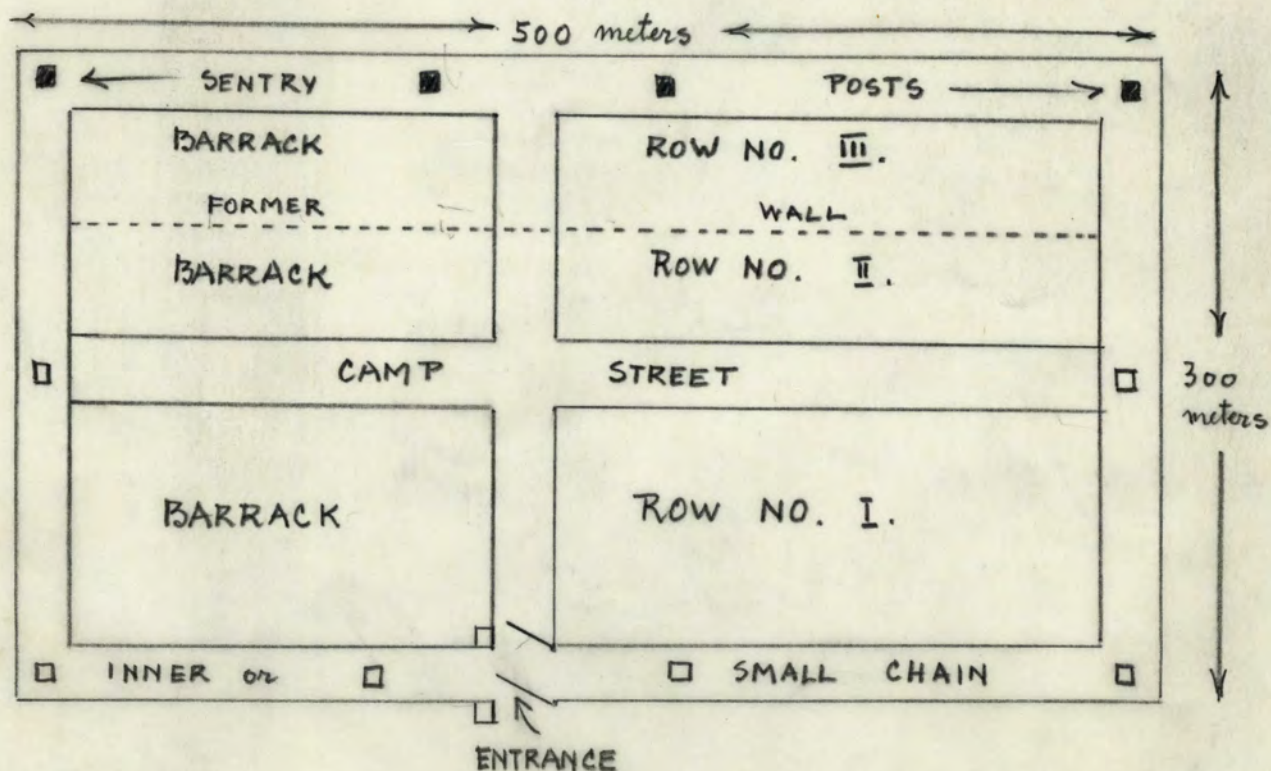 500 meters
SENTRY POSTS
BARRACK ROW NO. III.
FORMER WALL
BARRACK ROW NO. II.
CAMP STREET
300
meters
BARRACK ROW NO. I.
INNER or SMALL CHAIN
ENTRANCE